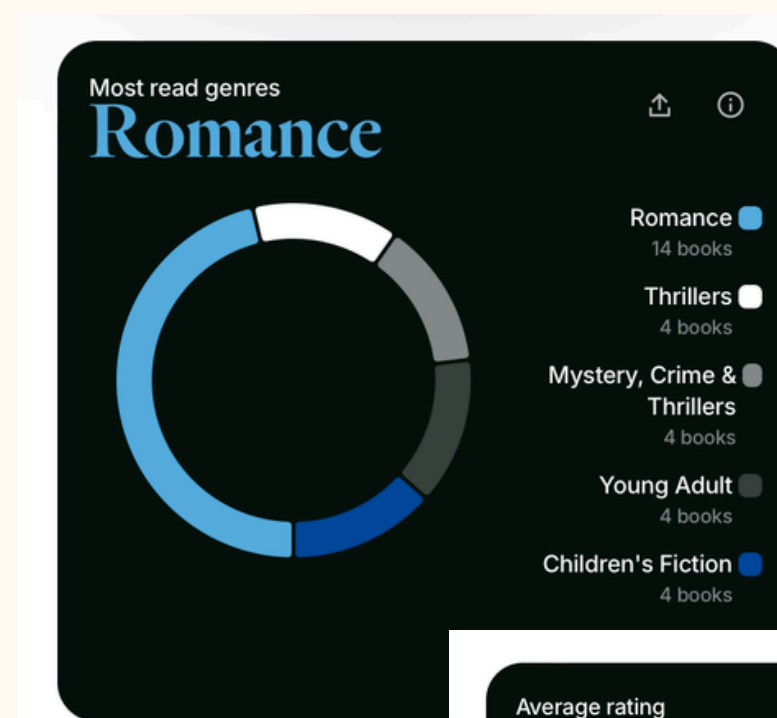 Most read genres
Romance
Romance
14 books
Thrillers
4 books
Mystery, Crime &
Thrillers
4 books
Young Adult
4 books
Children's Fiction
4 books
Average rating